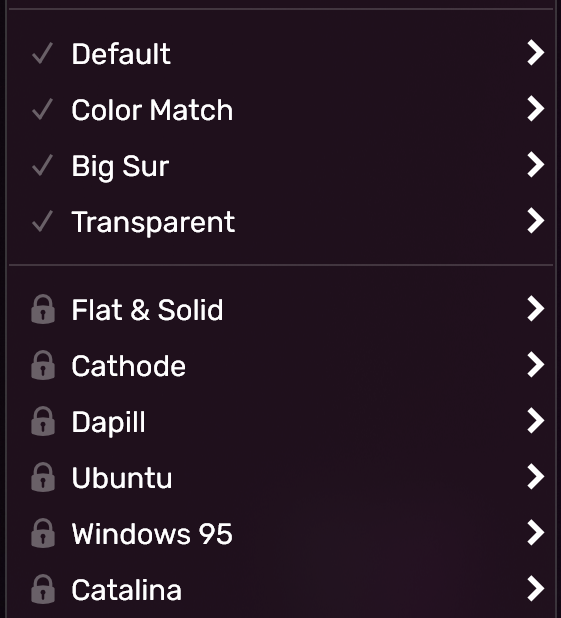 Default
Color Match
Big Sur
Transparent
Flat & Solid
Cathode
Dapill
Ubuntu
Windows 95
Catalina